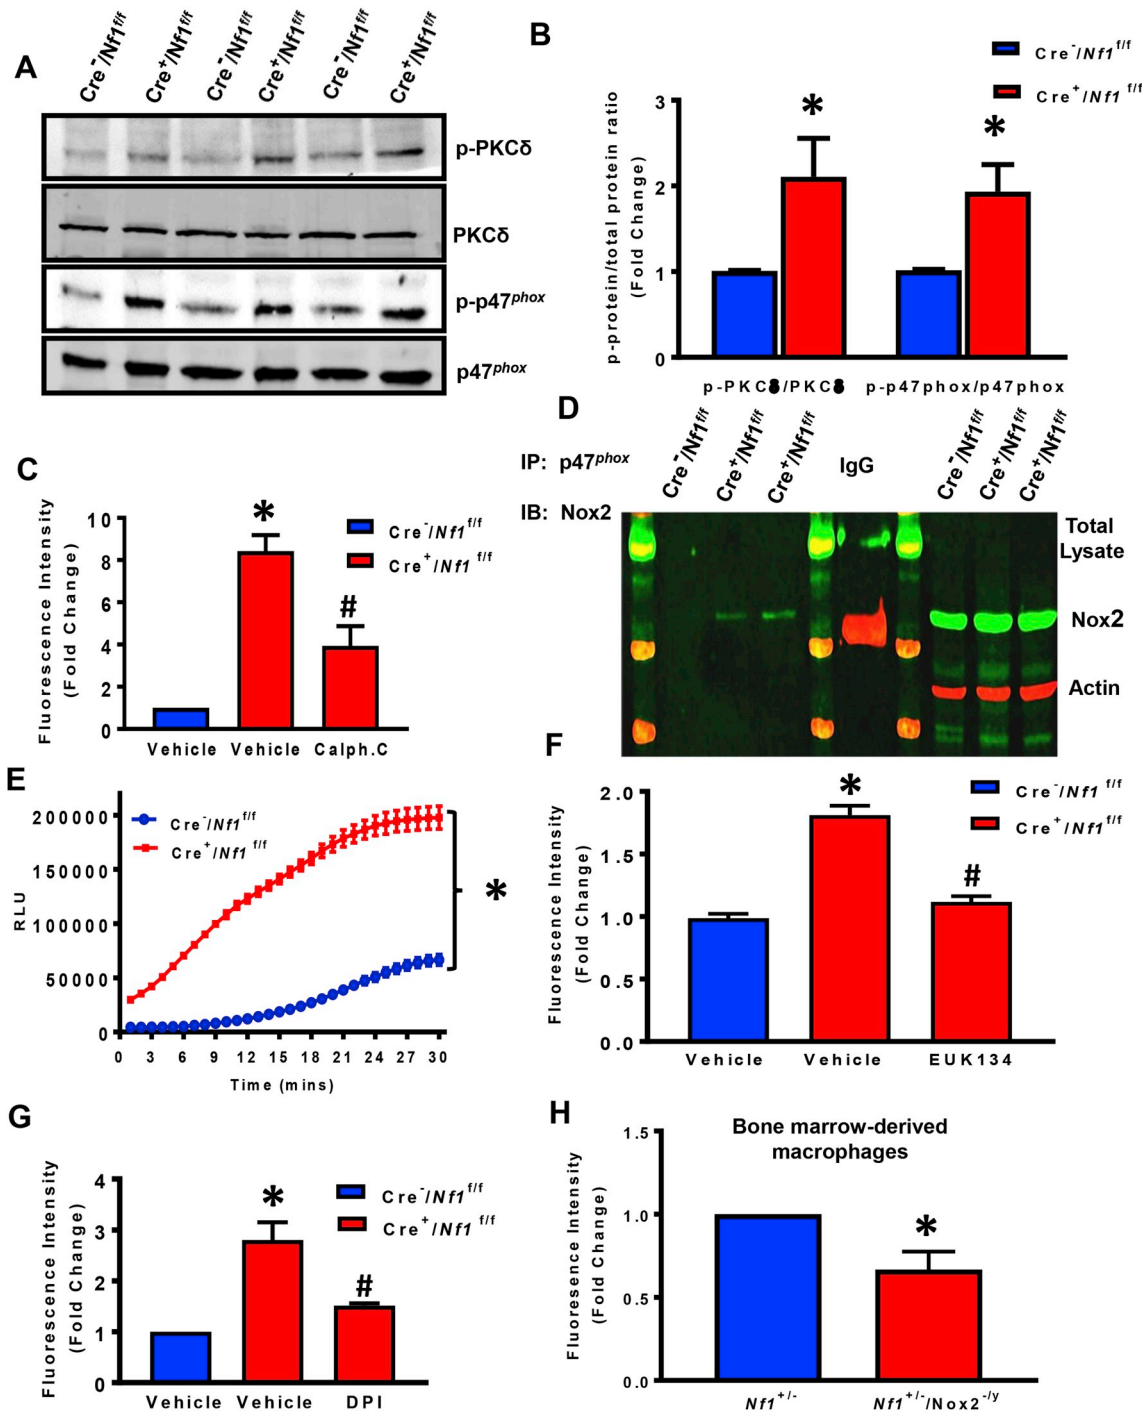 A
Cre⁻/Nf1f/f
Cre⁺/Nf1f/f
Cre⁻/Nf1f/f
Cre⁺/Nf1f/f
Cre⁻/Nf1f/f
Cre⁺/Nf1f/f
p-PKCδ
PKCδ
p-p47phox
p47phox
B
Cre⁻/Nf1f/f
Cre⁺/Nf1 f/f
p-protein/total protein ratio
(Fold Change)
3
2
1
0
*
*
p-PKCδ/PKCδ
p-p47phox/p47phox
C
Fluorescence Intensity
(Fold Change)
10
8
6
4
2
0
*
#
Cre⁻/Nf1f/f
Cre⁺/Nf1 f/f
Vehicle
Vehicle
Calph.C
D
IP: p47phox
IB: Nox2
Cre⁻/Nf1f/f
Cre⁺/Nf1f/f
Cre⁺/Nf1f/f
IgG
Cre⁻/Nf1f/f
Cre⁺/Nf1f/f
Cre⁺/Nf1f/f
Total
Lysate
Nox2
Actin
E
RLU
200000
150000
100000
50000
0
Cre⁻/Nf1f/f
Cre⁺/Nf1 f/f
*
0 3 6 9 12 15 18 21 24 27 30
Time (mins)
F
Fluorescence Intensity
(Fold Change)
2.0
1.5
1.0
0.5
0.0
*
#
Cre⁻/Nf1 f/f
Cre⁺/Nf1f/f
Vehicle
Vehicle
EUK134
G
Fluorescence Intensity
(Fold Change)
4
3
2
1
0
*
#
Cre⁻/Nf1f/f
Cre⁺/Nf1 f/f
Vehicle
Vehicle
DPI
H
Bone marrow-derived
macrophages
Fluoresence Intensity
(Fold Change)
1.5
1.0
0.5
0.0
*
Nf1+/-
Nf1+/-/Nox2-/y